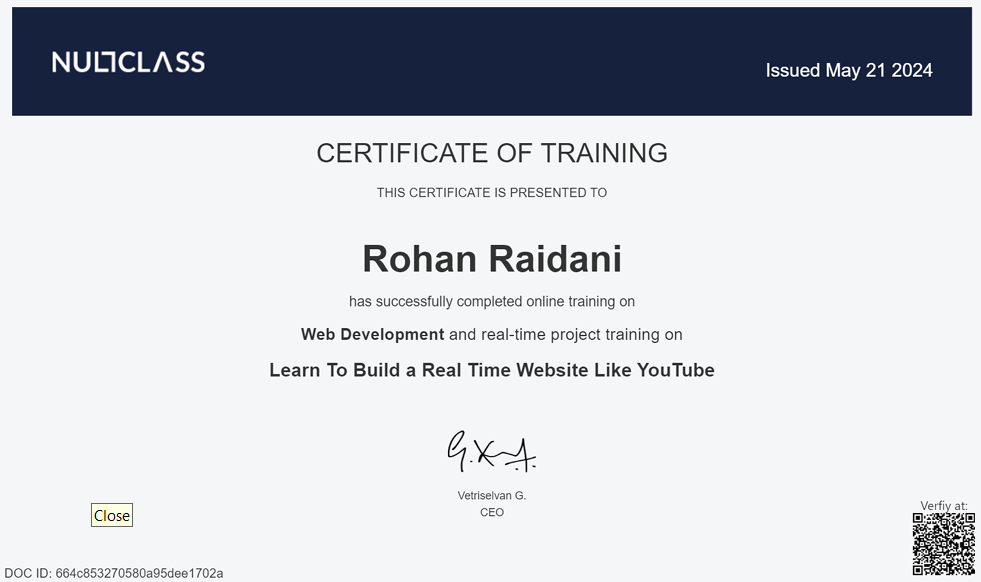 NULLCLASS
Issued May 21 2024
CERTIFICATE OF TRAINING
THIS CERTIFICATE IS PRESENTED TO
Rohan Raidani
has successfully completed online training on
Web Development and real-time project training on
Learn To Build a Real Time Website Like YouTube
Vetriselvan G.
CEO
Close
Verfiy at:
DOC ID: 664c853270580a95dee1702a